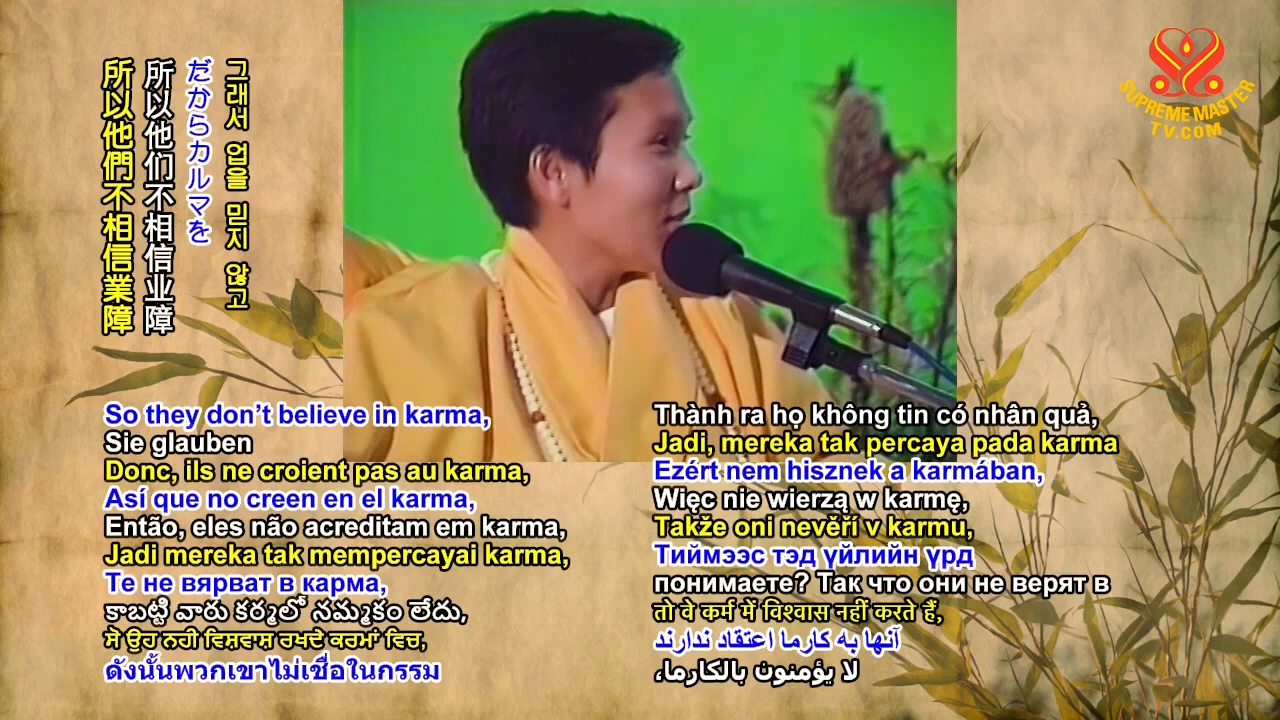 그래서 업을 믿지 않고
だからカルマを
所以他们不相信业障
所以他們不相信業障
SUPREME MASTER
TV.COM
So they don’t believe in karma,
Sie glauben
Donc, ils ne croient pas au karma,
Así que no creen en el karma,
Então, eles não acreditam em karma,
Jadi mereka tak mempercayai karma,
Те не вярват в карма,
కాబట్టి వారు కర్మలో నమ్మకం లేదు,
ਸੋ ਉਹ ਨਹੀ ਵਿਸ਼ਵਾਸ਼ ਰਖਦੇ ਕਰਮਾਂ ਵਿਚ,
ดังนั้นพวกเขาไม่เชื่อในกรรม
Thành ra họ không tin có nhân quả,
Jadi, mereka tak percaya pada karma
Ezért nem hisznek a karmában,
Więc nie wierzą w karmę,
Takže oni nevěří v karmu,
Тиймээс тэд үйлийн үрд
понимаете? Так что они не верят в
तो वे कर्म में विश्वास नहीं करते हैं,
آنها به کارما اعتقاد ندارند
لا يؤمنون بالكارما،